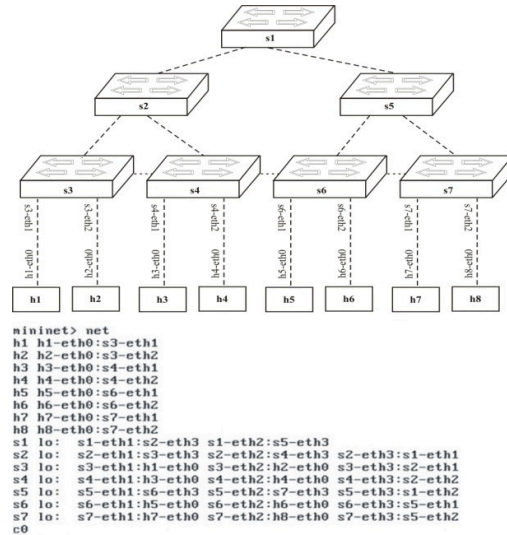 s1
s2
s5
s3
s4
s6
s7
s3-eth1
s3-eth2
s4-eth1
s4-eth2
s6-eth1
s6-eth2
s7-eth1
s7-eth2
h1-eth0
h2-eth0
h3-eth0
h4-eth0
h5-eth0
h6-eth0
h7-eth0
h8-eth0
h1
h2
h3
h4
h5
h6
h7
h8
mininet> net
h1 h1-eth0:s3-eth1
h2 h2-eth0:s3-eth2
h3 h3-eth0:s4-eth1
h4 h4-eth0:s4-eth2
h5 h5-eth0:s6-eth1
h6 h6-eth0:s6-eth2
h7 h7-eth0:s7-eth1
h8 h8-eth0:s7-eth2
s1 lo: s1-eth1:s2-eth3 s1-eth2:s5-eth3
s2 lo: s2-eth1:s3-eth3 s2-eth2:s4-eth3 s2-eth3:s1-eth1
s3 lo: s3-eth1:h1-eth0 s3-eth2:h2-eth0 s3-eth3:s2-eth1
s4 lo: s4-eth1:h3-eth0 s4-eth2:h4-eth0 s4-eth3:s2-eth2
s5 lo: s5-eth1:s6-eth3 s5-eth2:s7-eth3 s5-eth3:s1-eth2
s6 lo: s6-eth1:h5-eth0 s6-eth2:h6-eth0 s6-eth3:s5-eth1
s7 lo: s7-eth1:h7-eth0 s7-eth2:h8-eth0 s7-eth3:s5-eth2
c0